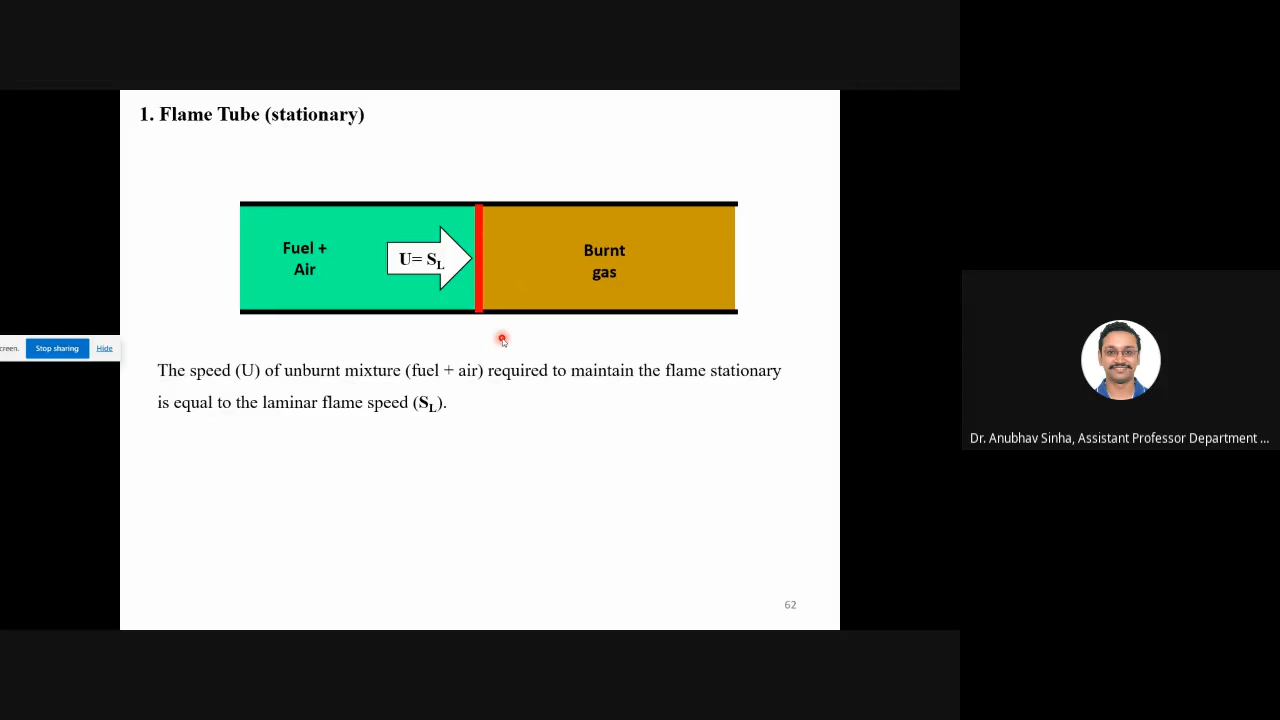 1. Flame Tube (stationary)
Fuel +
Air
U= SL
Burnt
gas
creen.
Stop sharing
Hide
The speed (U) of unburnt mixture (fuel + air) required to maintain the flame stationary
is equal to the laminar flame speed (SL).
Dr. Anubhav Sinha, Assistant Professor Department ...
62